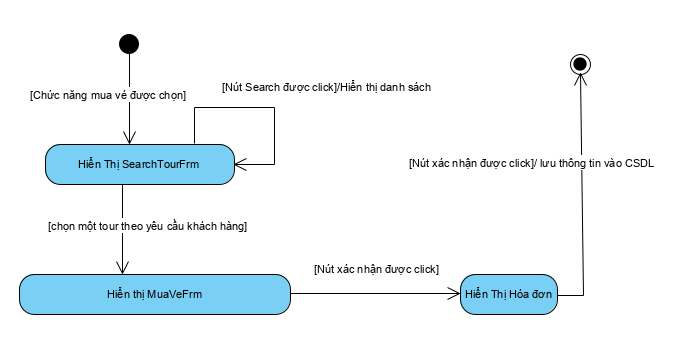 [Nút Search được click]/Hiển thị danh sách
[Chức năng mua vé được chọn]
Hiển Thị SearchTourFrm
[Nút xác nhận được click]/ lưu thông tin vào CSDL
[chọn một tour theo yêu cầu khách hàng]
[Nút xác nhận được click]
Hiển thị MuaVeFrm
Hiển Thị Hóa đơn